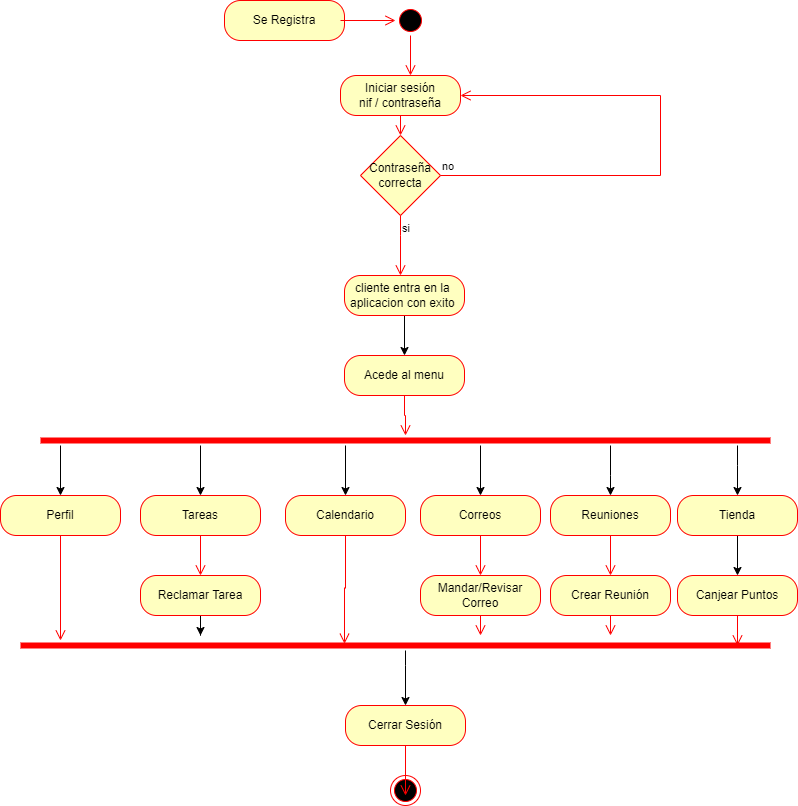 Se Registra
Iniciar sesión
nif / contraseña
Contraseña
correcta
no
si
cliente entra en la
aplicacion con exito
Acede al menu
Perfil
Tareas
Calendario
Correos
Reuniones
Tienda
Reclamar Tarea
Mandar/Revisar
Correo
Crear Reunión
Canjear Puntos
Cerrar Sesión